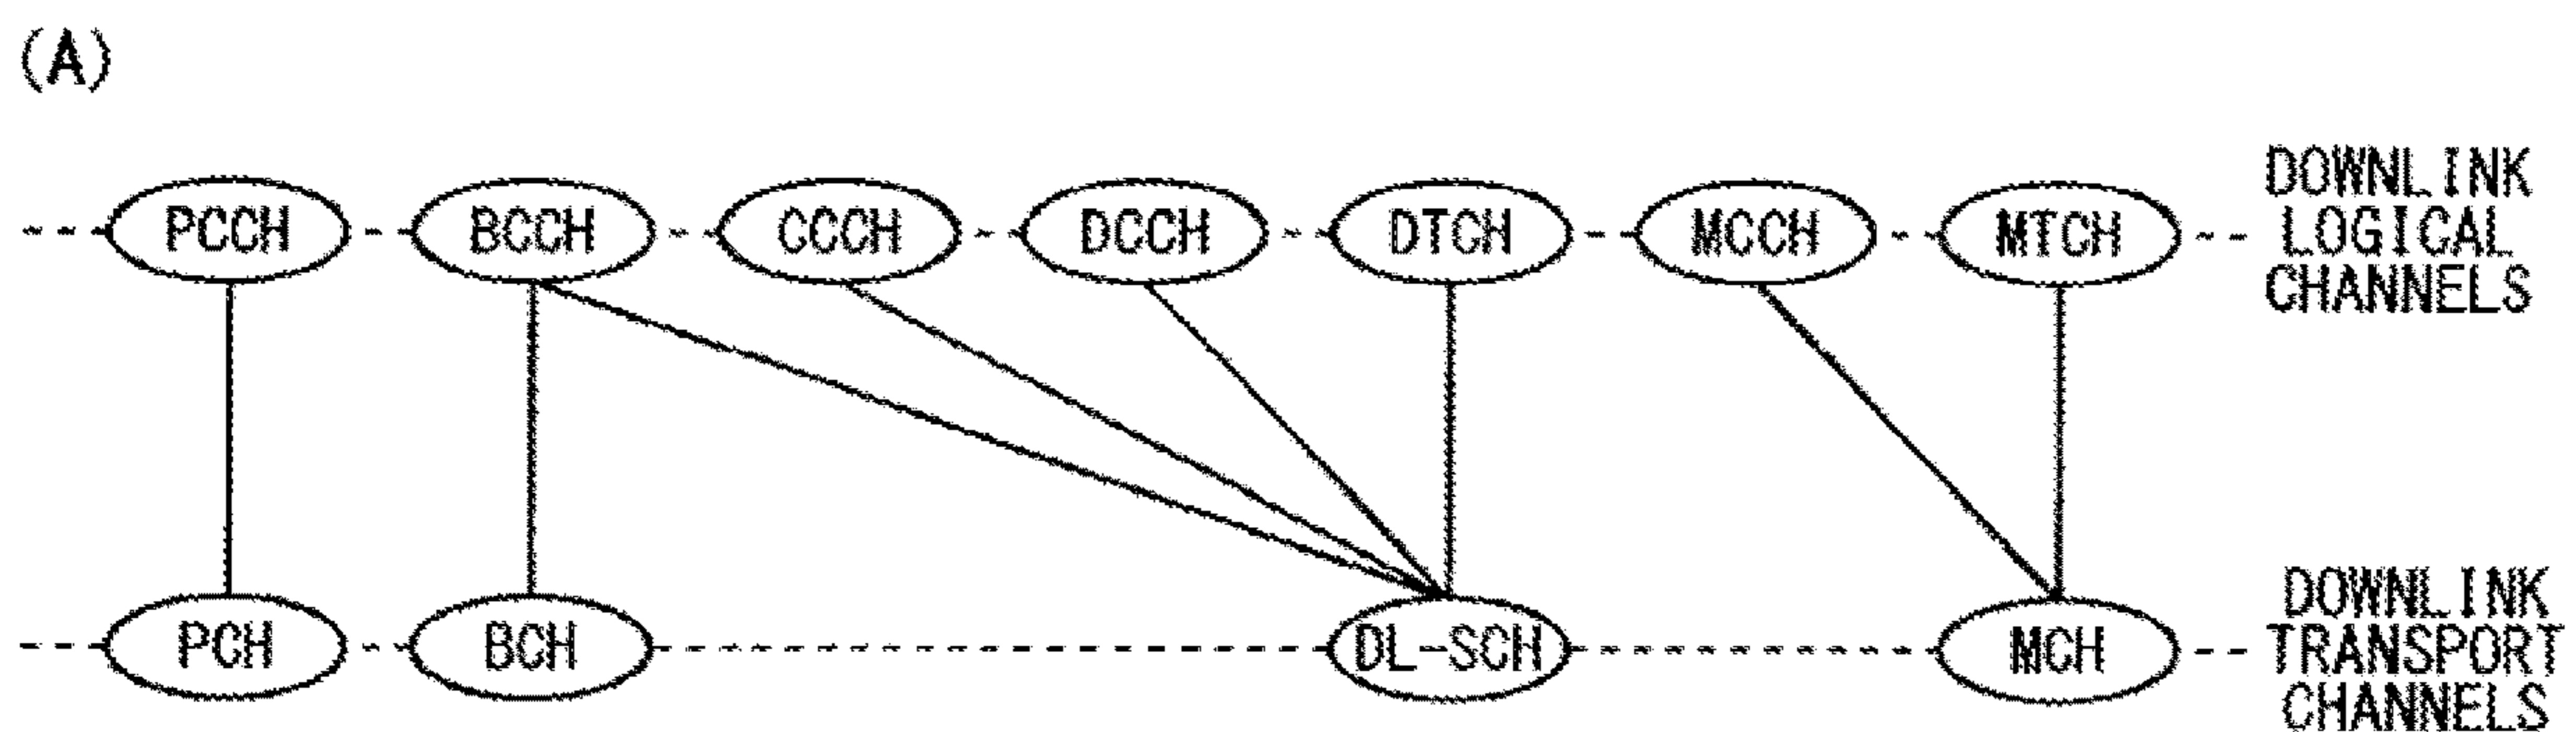 (A)
PCCH BCCH CCCH DCCH DTCH MCCH MTCH
DOWNLINK
LOGICAL
CHANNELS
PCH BCH DL-SCH MCH
DOWNLINK
TRANSPORT
CHANNELS